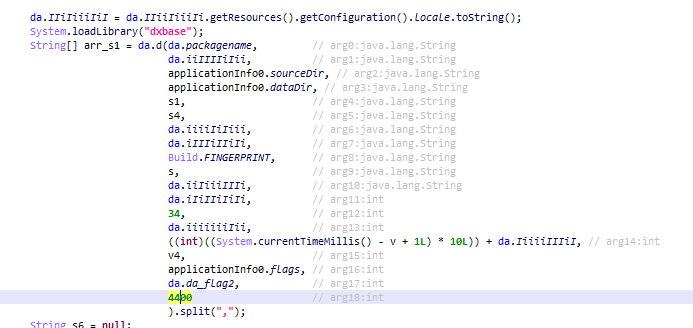 da.IIiIiiiIiI = da.IIiiIiiiIi.getResources().getConfiguration().locale.toString();
System.loadLibrary("dxbase");
String[] arr_s1 = da.d(da.packagename, // arg0:java.lang.String
da.iiIIIIiIii, // arg1:java.lang.String
applicationInfo0.sourceDir, // arg2:java.lang.String
applicationInfo0.dataDir, // arg3:java.lang.String
s1, // arg4:java.lang.String
s4, // arg5:java.lang.String
da.iiiiIiIiii, // arg6:java.lang.String
da.iIIIiIiIii, // arg7:java.lang.String
Build.FINGERPRINT, // arg8:java.lang.String
s, // arg9:java.lang.String
da.iiIiiiIIIi, // arg10:java.lang.String
da.iIiIIiIiIi, // arg11:int
34, // arg12:int
da.iiiiiiiIii, // arg13:int
((int)((System.currentTimeMillis() - v + 1L) * 10L)) + da.IiiiiIIIiI, // arg14:int
v4, // arg15:int
applicationInfo0.flags, // arg16:int
da.da_flag2, // arg17:int
4400 // arg18:int
).split(",");
String s6 = null;